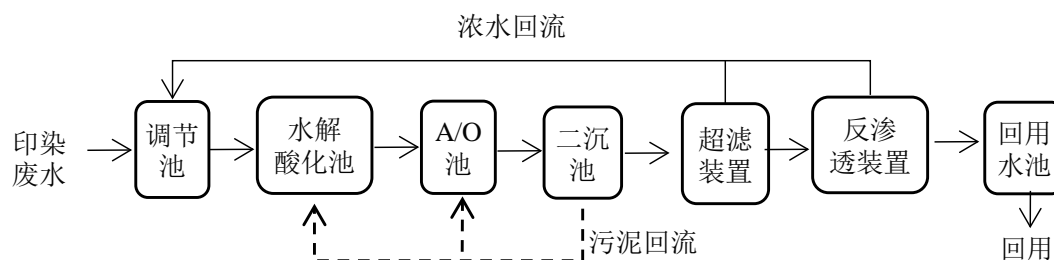 浓水回流
印染
废水
调节
池
水解
酸化池
A/O
池
二沉
池
超滤
装置
反渗
透装置
回用
水池
污泥回流
回用